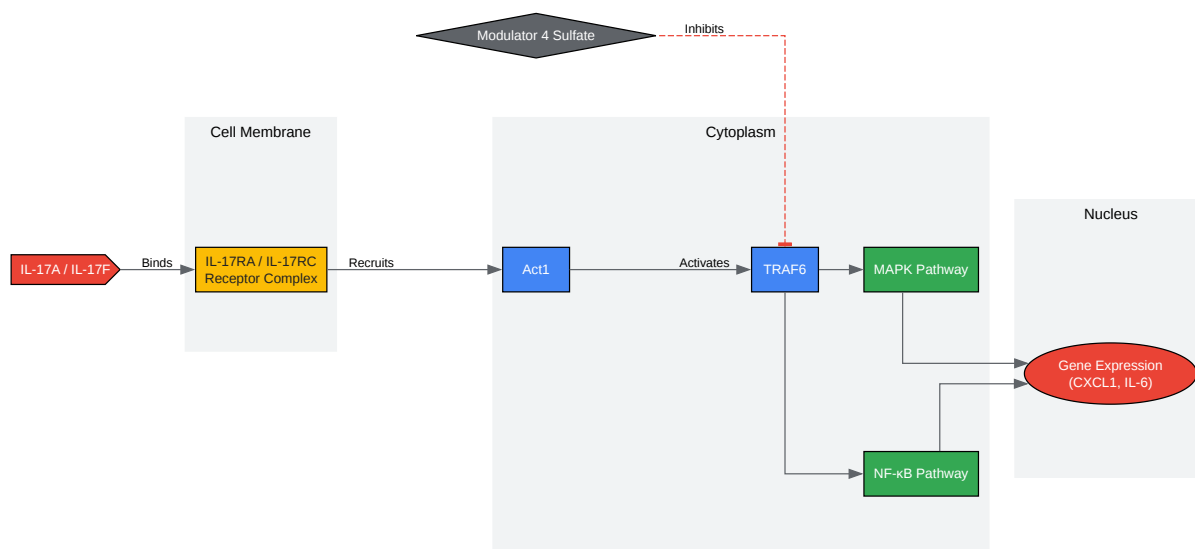 Modulator 4 Sulfate
Inhibits
Cell Membrane
Cytoplasm
Nucleus
IL-17A / IL-17F
Binds
IL-17RA / IL-17RC
Receptor Complex
Recruits
Act1
Activates
TRAF6
MAPK Pathway
Gene Expression
(CXCL1, IL-6)
NF-κB Pathway